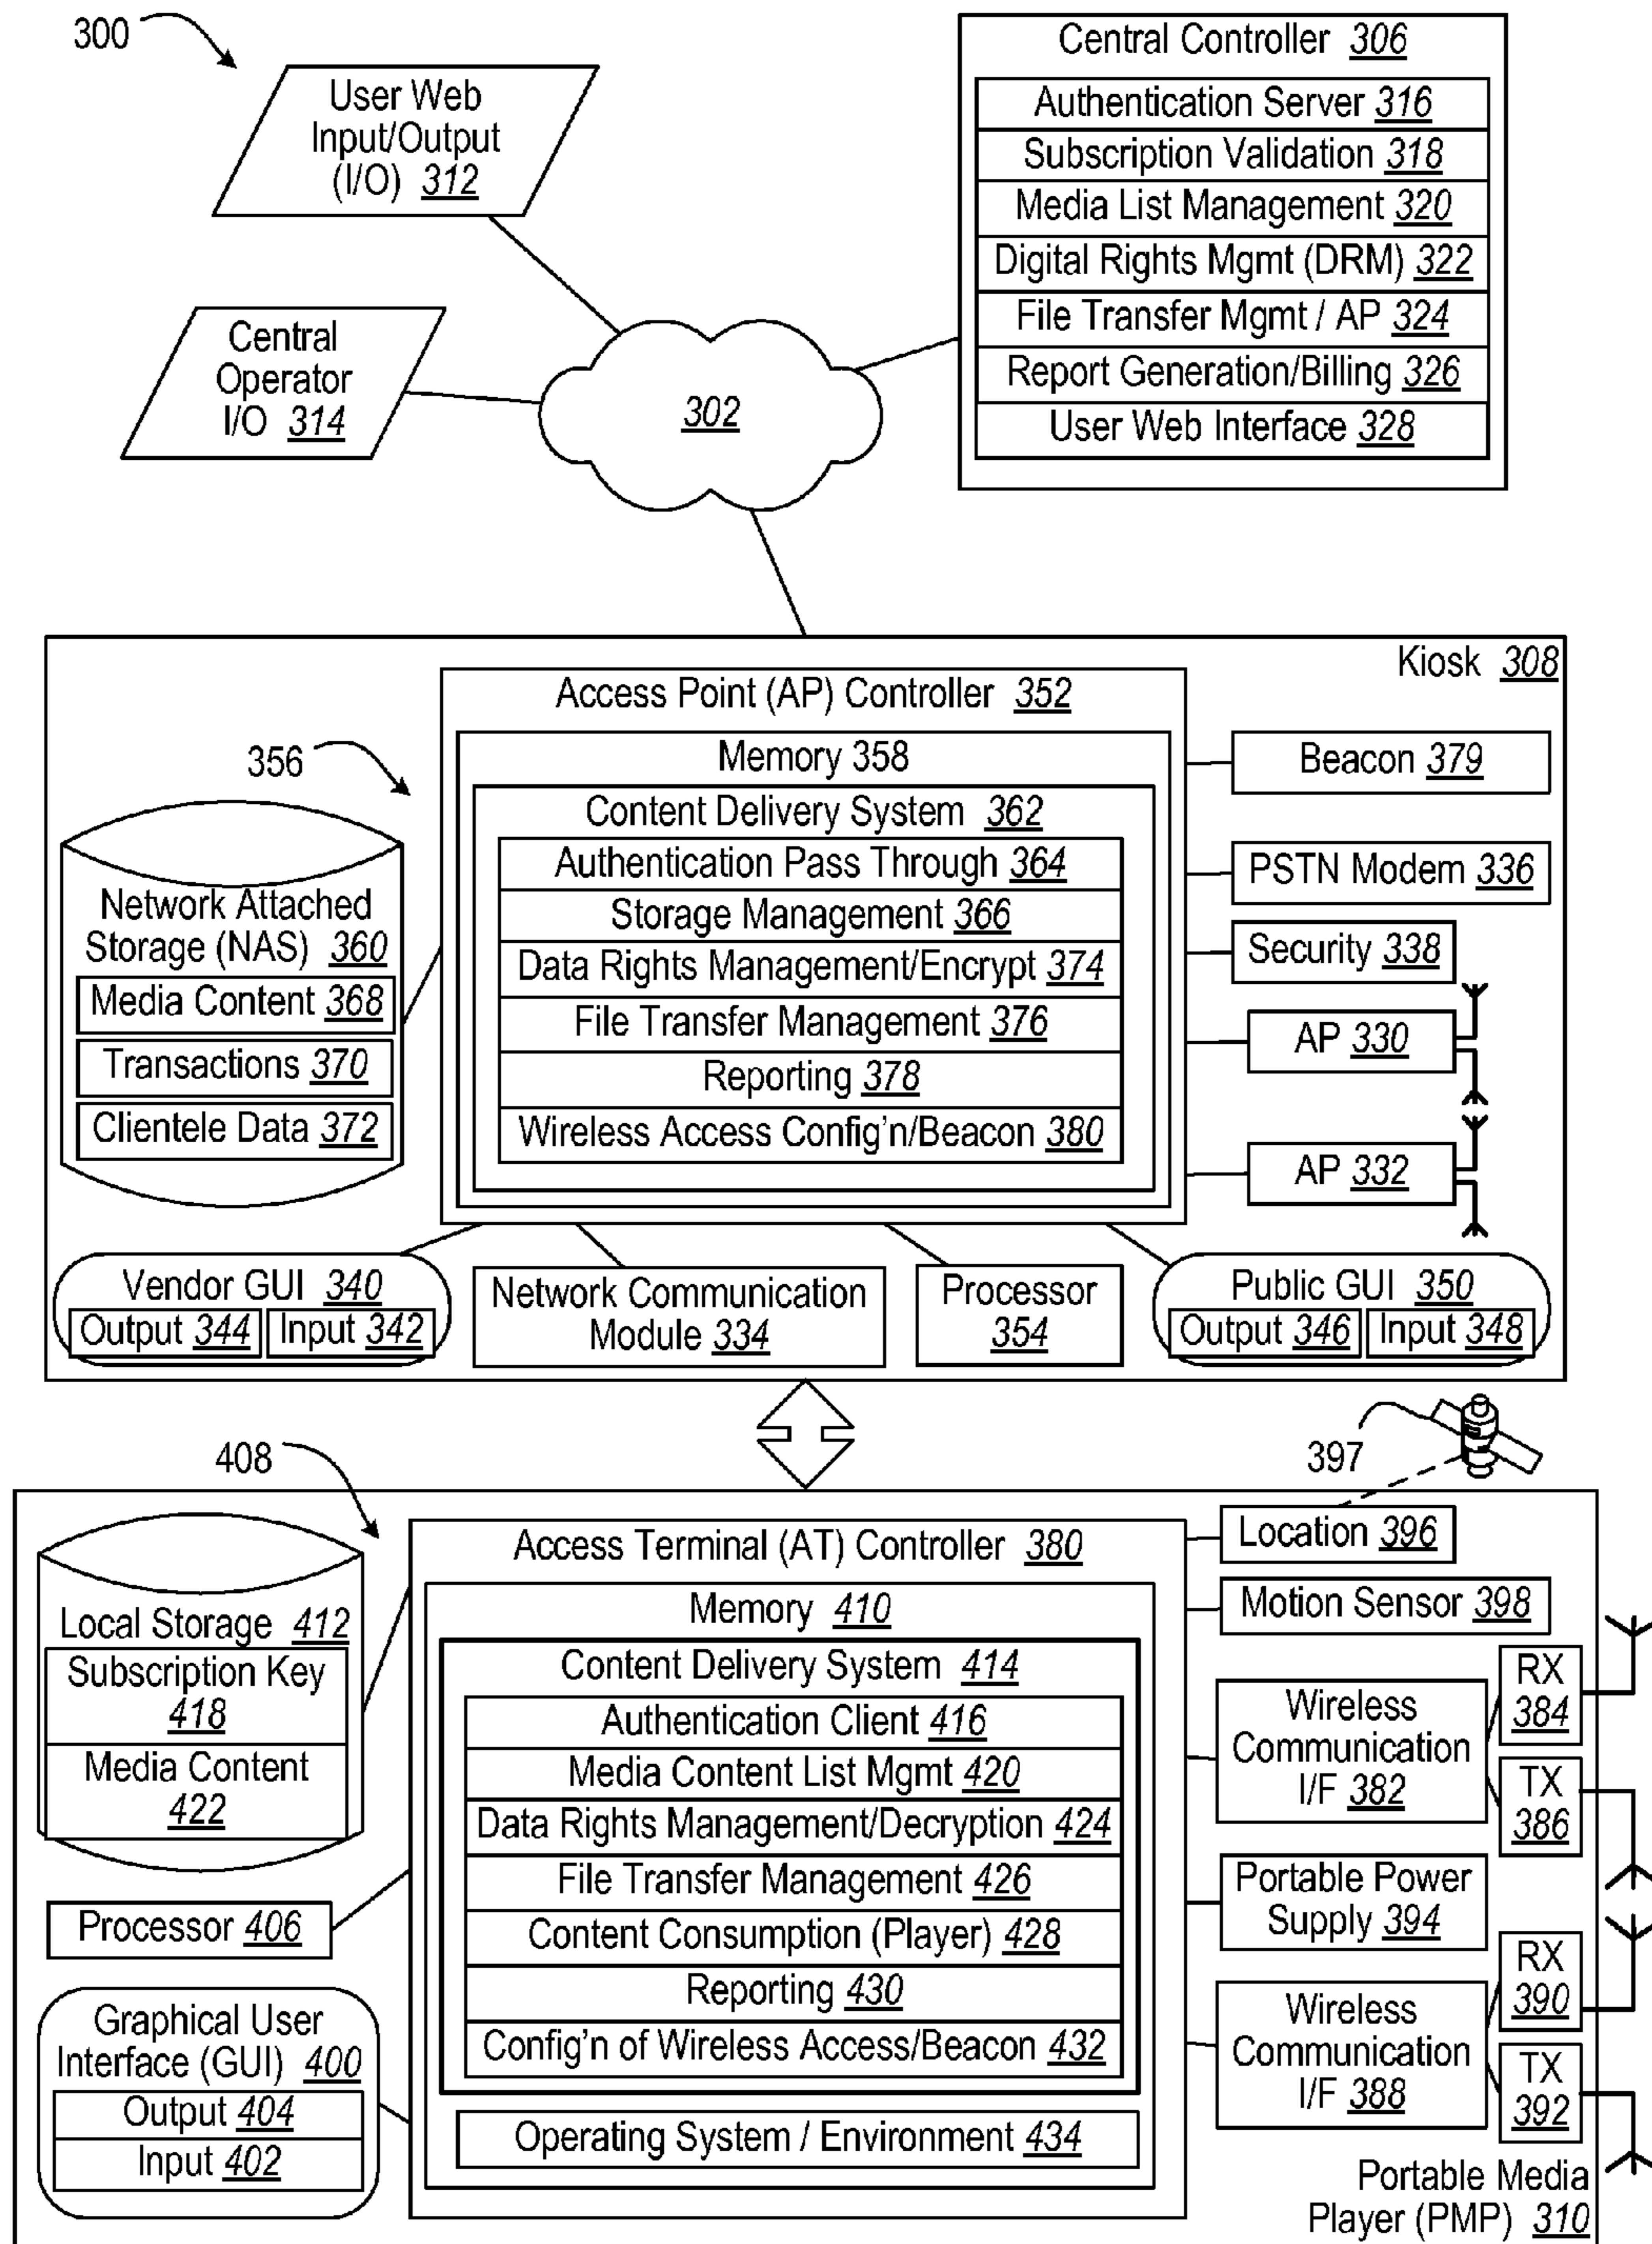 300
User Web
Input/Output
(I/O) 312
Central
Operator
I/O 314
302
Central Controller 306
Authentication Server 316
Subscription Validation 318
Media List Management 320
Digital Rights Mgmt (DRM) 322
File Transfer Mgmt / AP 324
Report Generation/Billing 326
User Web Interface 328
Kiosk 308
Access Point (AP) Controller 352
356
Memory 358
Content Delivery System 362
Authentication Pass Through 364
Storage Management 366
Data Rights Management/Encrypt 374
File Transfer Management 376
Reporting 378
Wireless Access Config'n/Beacon 380
Network Attached
Storage (NAS) 360
Media Content 368
Transactions 370
Clientele Data 372
Beacon 379
PSTN Modem 336
Security 338
AP 330
AP 332
Vendor GUI 340
Output 344
Input 342
Network Communication
Module 334
Processor
354
Public GUI 350
Output 346
Input 348
397
408
Access Terminal (AT) Controller 380
Memory 410
Content Delivery System 414
Authentication Client 416
Media Content List Mgmt 420
Data Rights Management/Decryption 424
File Transfer Management 426
Content Consumption (Player) 428
Reporting 430
Config'n of Wireless Access/Beacon 432
Operating System / Environment 434
Local Storage 412
Subscription Key
418
Media Content
422
Processor 406
Graphical User
Interface (GUI) 400
Output 404
Input 402
Location 396
Motion Sensor 398
Wireless
Communication
I/F 382
RX
384
TX
386
Portable Power
Supply 394
Wireless
Communication
I/F 388
RX
390
TX
392
Portable Media
Player (PMP) 310